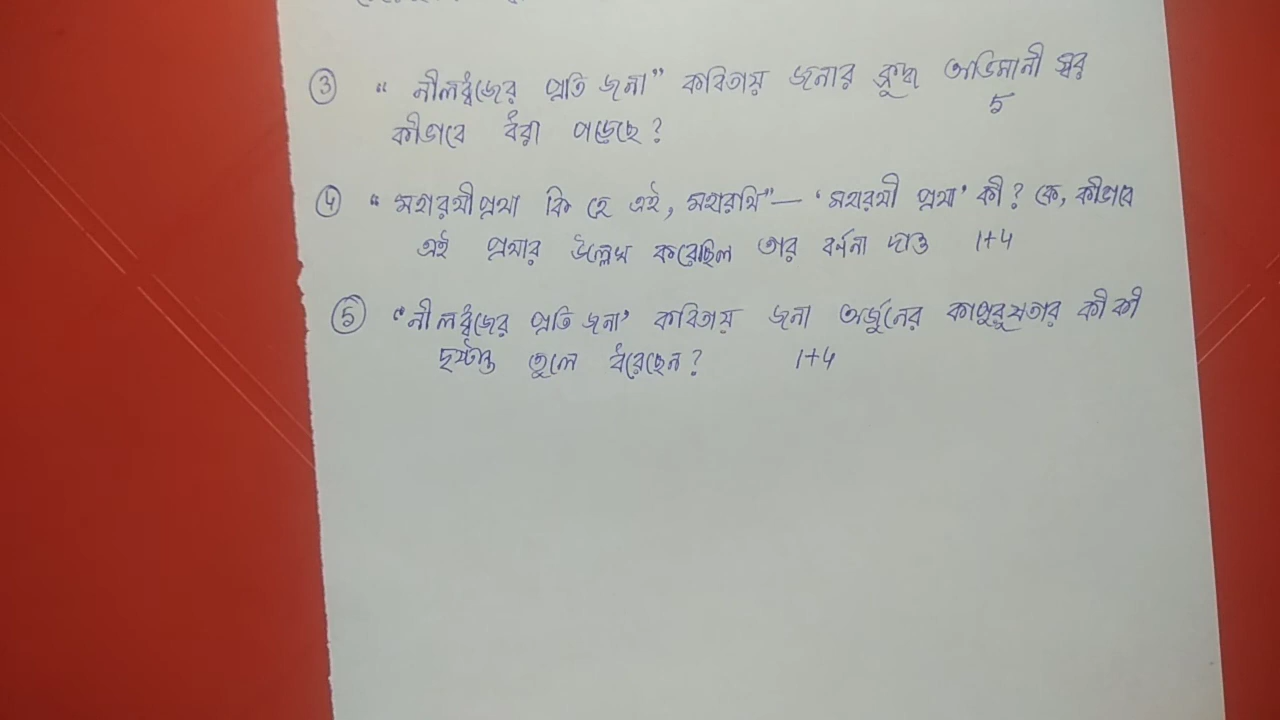 ③ “ নীলধ্বজের প্রতি জনা” কবিতায় জনার ক্রুদ্ধ অভিমানী স্বর
কীভাবে ধরা পড়েছে ? ৫
④ “ মহারথীপ্রথা কি হে এই, মহারথি”— ‘মহারথী প্রথা’ কী ? কে, কীভাবে
এই প্রথার উল্লেখ করেছিল তার বর্ণনা দাও 1+4
⑤ ‘নীলধ্বজের প্রতি জনা’ কবিতায় জনা অর্জুনের কাপুরুষতার কী কী
দৃষ্টান্ত তুলে ধরেছেন ? 1+4